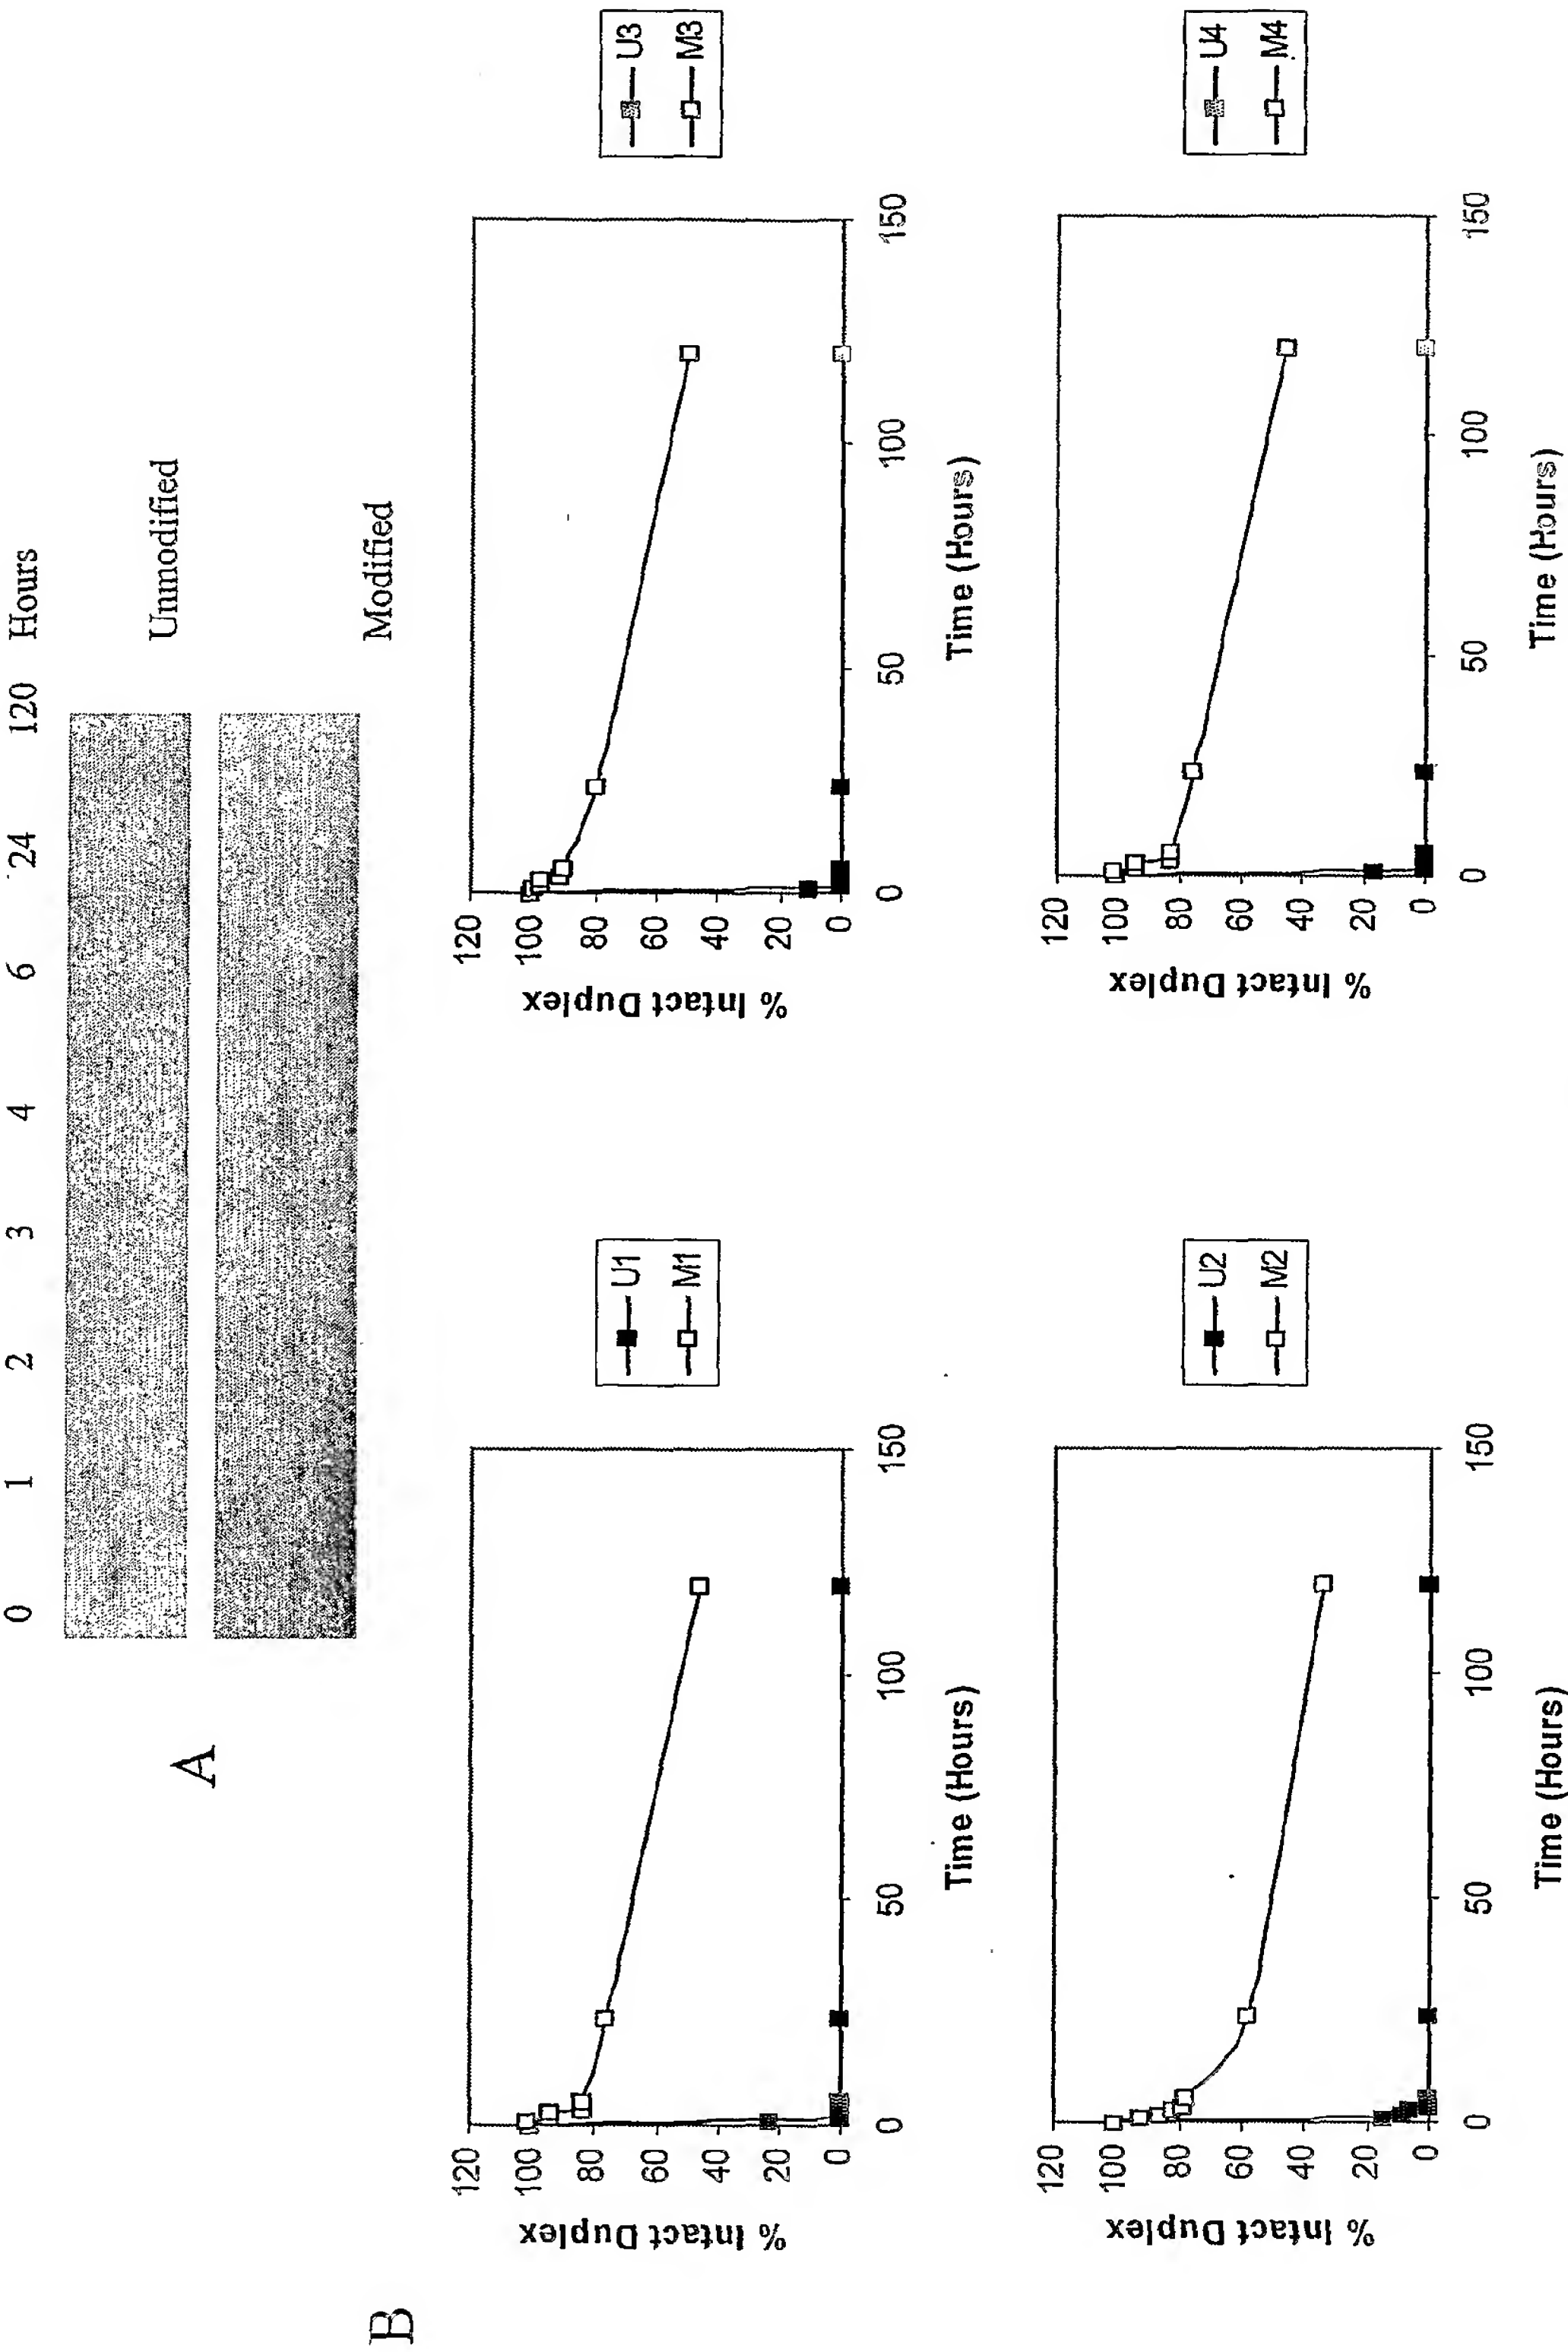 A
0 1 2 3 4 6 24 120 Hours
Unmodified
Modified
B
% Intact Duplex
120
100
80
60
40
20
0
0 50 100 150
Time (Hours)
U1
M1
% Intact Duplex
120
100
80
60
40
20
0
0 50 100 150
Time (Hours)
U3
M3
% Intact Duplex
120
100
80
60
40
20
0
0 50 100 150
Time (Hours)
U2
M2
% Intact Duplex
120
100
80
60
40
20
0
0 50 100 150
Time (Hours)
U4
M4